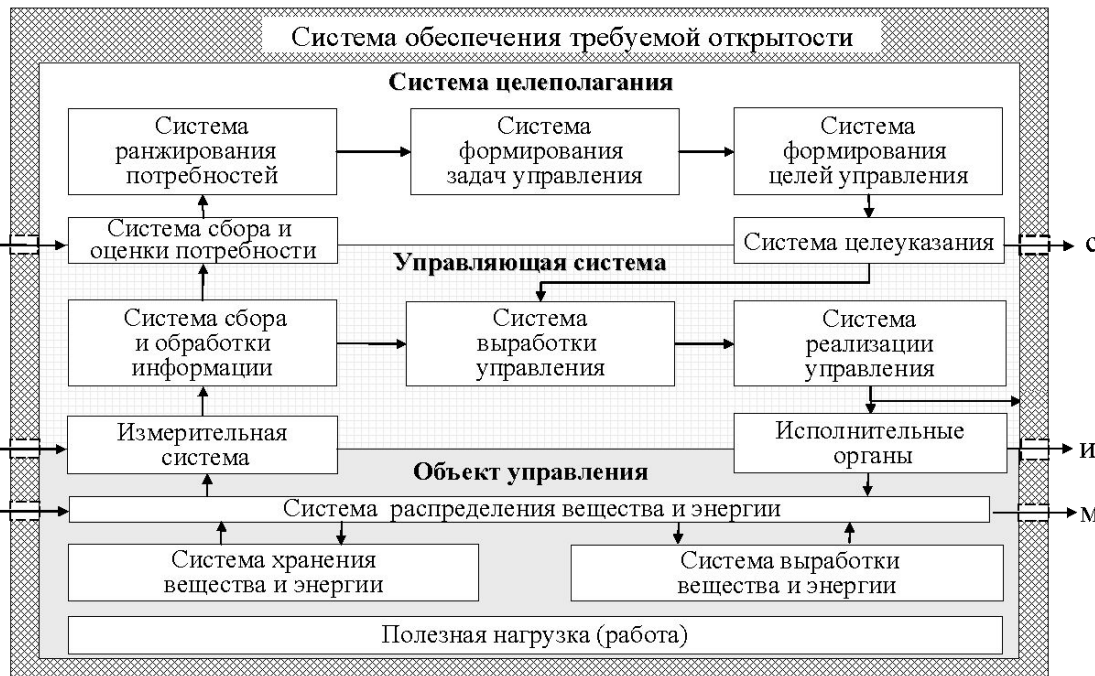 Система обеспечения требуемой открытости
Система целеполагания
Система
ранжирования
потребностей
Система
формирования
задач управления
Система
формирования
целей управления
Система сбора и
оценки потребности
Система целеуказания
с
Управляющая система
Система сбора
и обработки
информации
Система
выработки
управления
Система
реализации
управления
Измерительная
система
Исполнительные
органы
и
Объект управления
Система распределения вещества и энергии
м
Система хранения
вещества и энергии
Система выработки
вещества и энергии
Полезная нагрузка (работа)